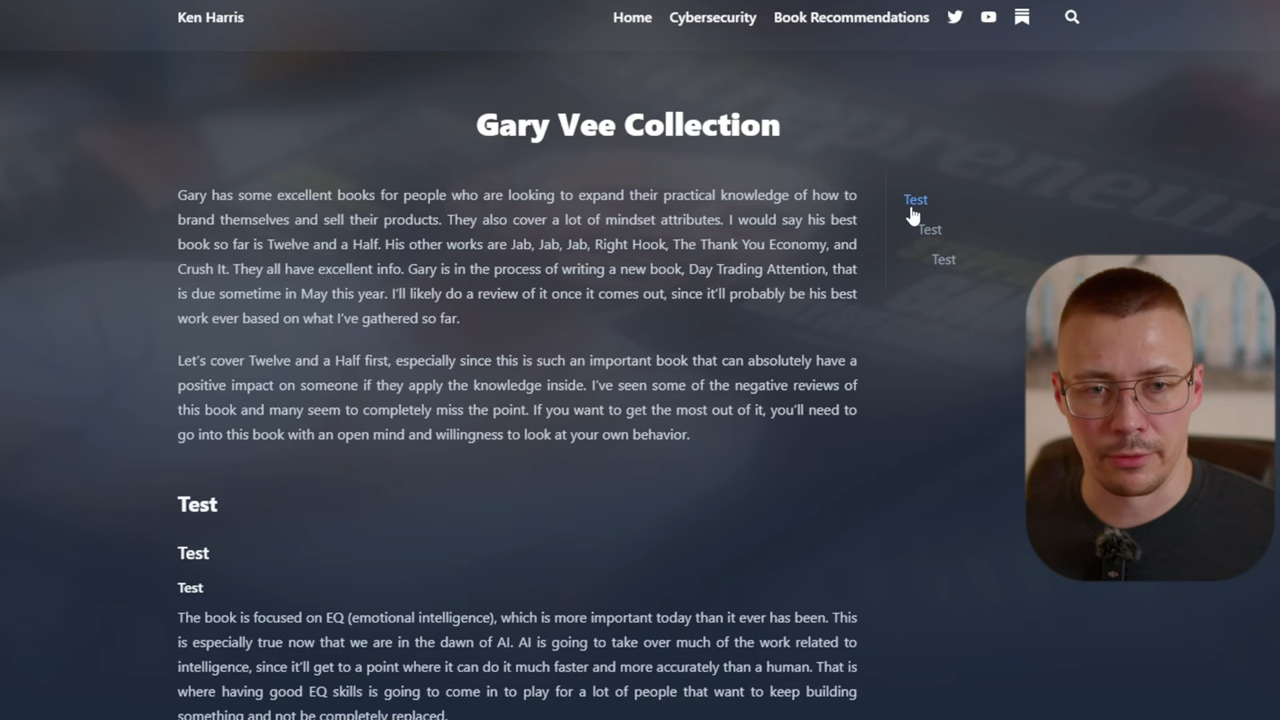 Ken Harris
Home Cybersecurity Book Recommendations
Gary Vee Collection
Gary has some excellent books for people who are looking to expand their practical knowledge of how to
brand themselves and sell their products. They also cover a lot of mindset attributes. I would say his best
book so far is Twelve and a Half. His other works are Jab, Jab, Jab, Right Hook, The Thank You Economy, and
Crush It. They all have excellent info. Gary is in the process of writing a new book, Day Trading Attention, that
is due sometime in May this year. I’ll likely do a review of it once it comes out, since it’ll probably be his best
work ever based on what I’ve gathered so far.
Let’s cover Twelve and a Half first, especially since this is such an important book that can absolutely have a
positive impact on someone if they apply the knowledge inside. I’ve seen some of the negative reviews of
this book and many seem to completely miss the point. If you want to get the most out of it, you’ll need to
go into this book with an open mind and willingness to look at your own behavior.
Test
Test
Test
The book is focused on EQ (emotional intelligence), which is more important today than it ever has been. This
is especially true now that we are in the dawn of AI. AI is going to take over much of the work related to
intelligence, since it’ll get to a point where it can do it much faster and more accurately than a human. That is
where having good EQ skills is going to come in to play for a lot of people that want to keep building
something and not be completely replaced.
Test
Test
Test